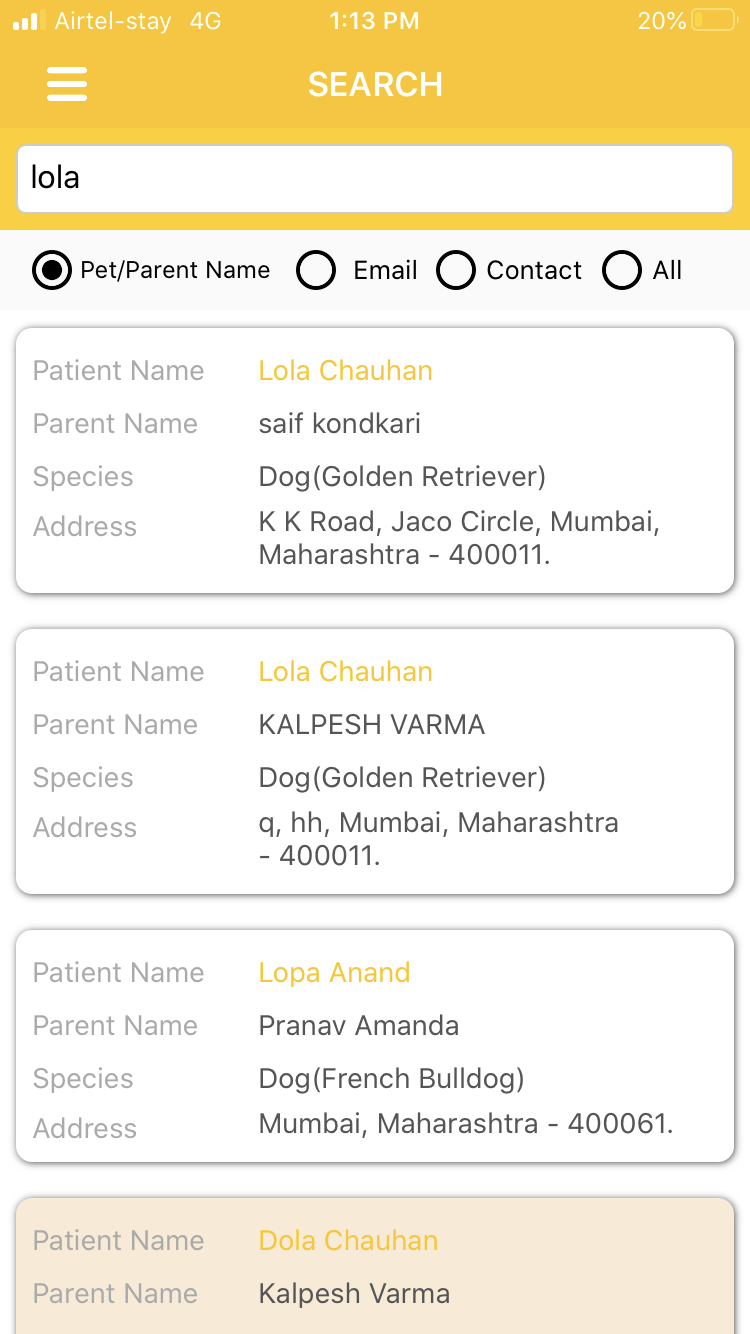 Airtel-stay 4G 1:13 PM 20%
SEARCH
lola
Pet/Parent Name Email Contact All
Patient Name Lola Chauhan
Parent Name saif kondkari
Species Dog(Golden Retriever)
Address K K Road, Jaco Circle, Mumbai,
Maharashtra - 400011.
Patient Name Lola Chauhan
Parent Name KALPESH VARMA
Species Dog(Golden Retriever)
Address q, hh, Mumbai, Maharashtra
- 400011.
Patient Name Lopa Anand
Parent Name Pranav Amanda
Species Dog(French Bulldog)
Address Mumbai, Maharashtra - 400061.
Patient Name Dola Chauhan
Parent Name Kalpesh Varma